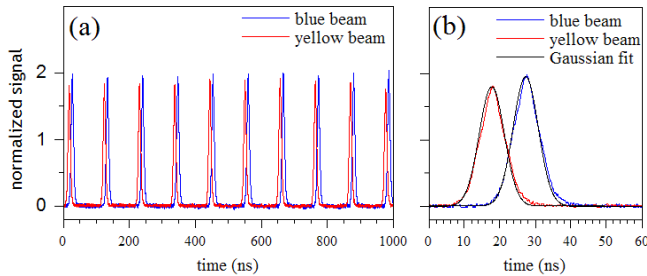 (a)
blue beam
yellow beam
normalized signal
2
1
0
0
200
400
600
800
1000
time (ns)
(b)
blue beam
yellow beam
Gaussian fit
0
10
20
30
40
50
60
time (ns)